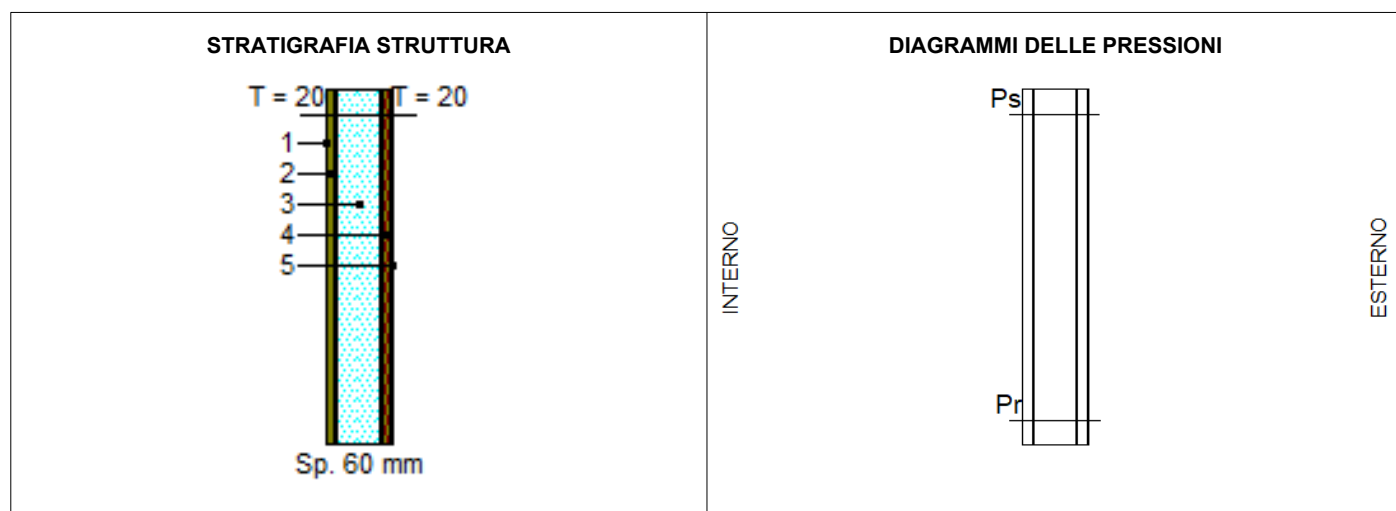 STRATIGRAFIA STRUTTURA
T = 20 T = 20
1
2
3
4
5
Sp. 60 mm
DIAGRAMMI DELLE PRESSIONI
Ps
INTERNO
ESTERNO
Pr